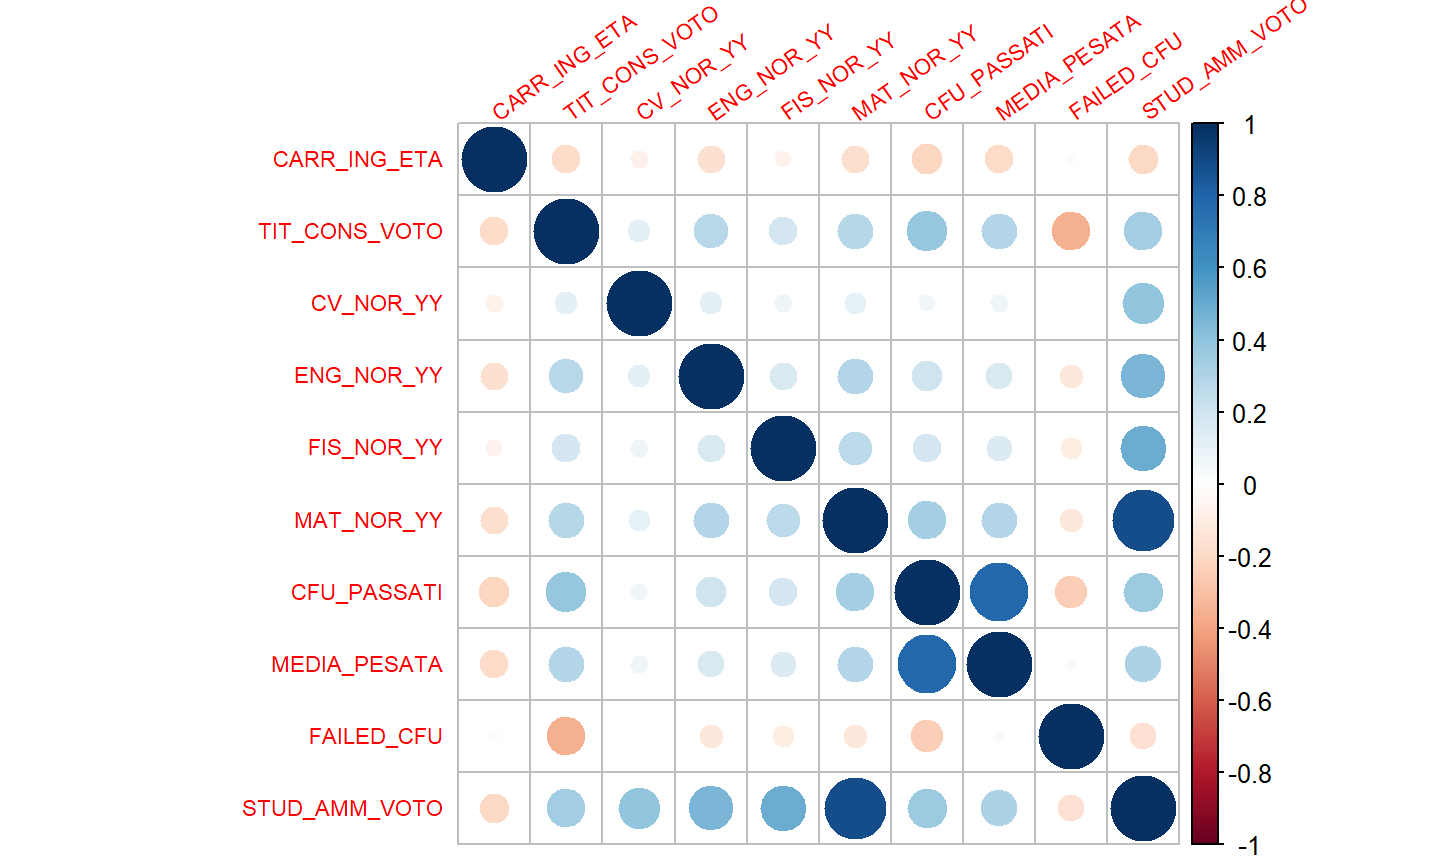 CARR_ING_ETA
TIT_CONS_VOTO
CV_NOR_YY
ENG_NOR_YY
FIS_NOR_YY
MAT_NOR_YY
CFU_PASSATI
MEDIA_PESATA
FAILED_CFU
STUD_AMM_VOTO
CARR_ING_ETA
TIT_CONS_VOTO
CV_NOR_YY
ENG_NOR_YY
FIS_NOR_YY
MAT_NOR_YY
CFU_PASSATI
MEDIA_PESATA
FAILED_CFU
STUD_AMM_VOTO
1
0.8
0.6
0.4
0.2
0
-0.2
-0.4
-0.6
-0.8
-1